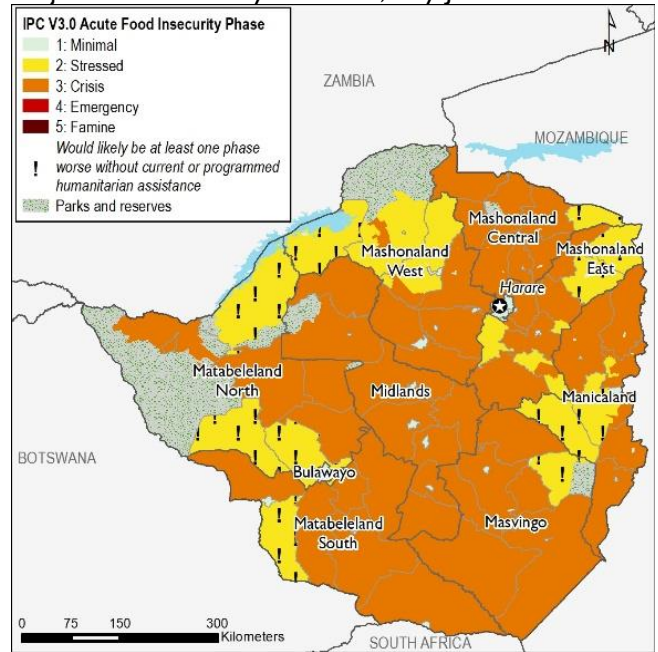 IPC V3.0 Acute Food Insecurity Phase
1: Minimal
2: Stressed
3: Crisis
4: Emergency
5: Famine
Would likely be at least one phase
! worse without current or programmed
humanitarian assistance
Parks and reserves
N
ZAMBIA
MOZAMBIQUE
Mashonaland
Central
Mashonaland
West
Mashonaland
East
Harare
Matabeleland
North
Midlands
Manicaland
BOTSWANA
Bulawayo
Matabeleland
South
Masvingo
0 75 150 300
Kilometers
SOUTH AFRICA